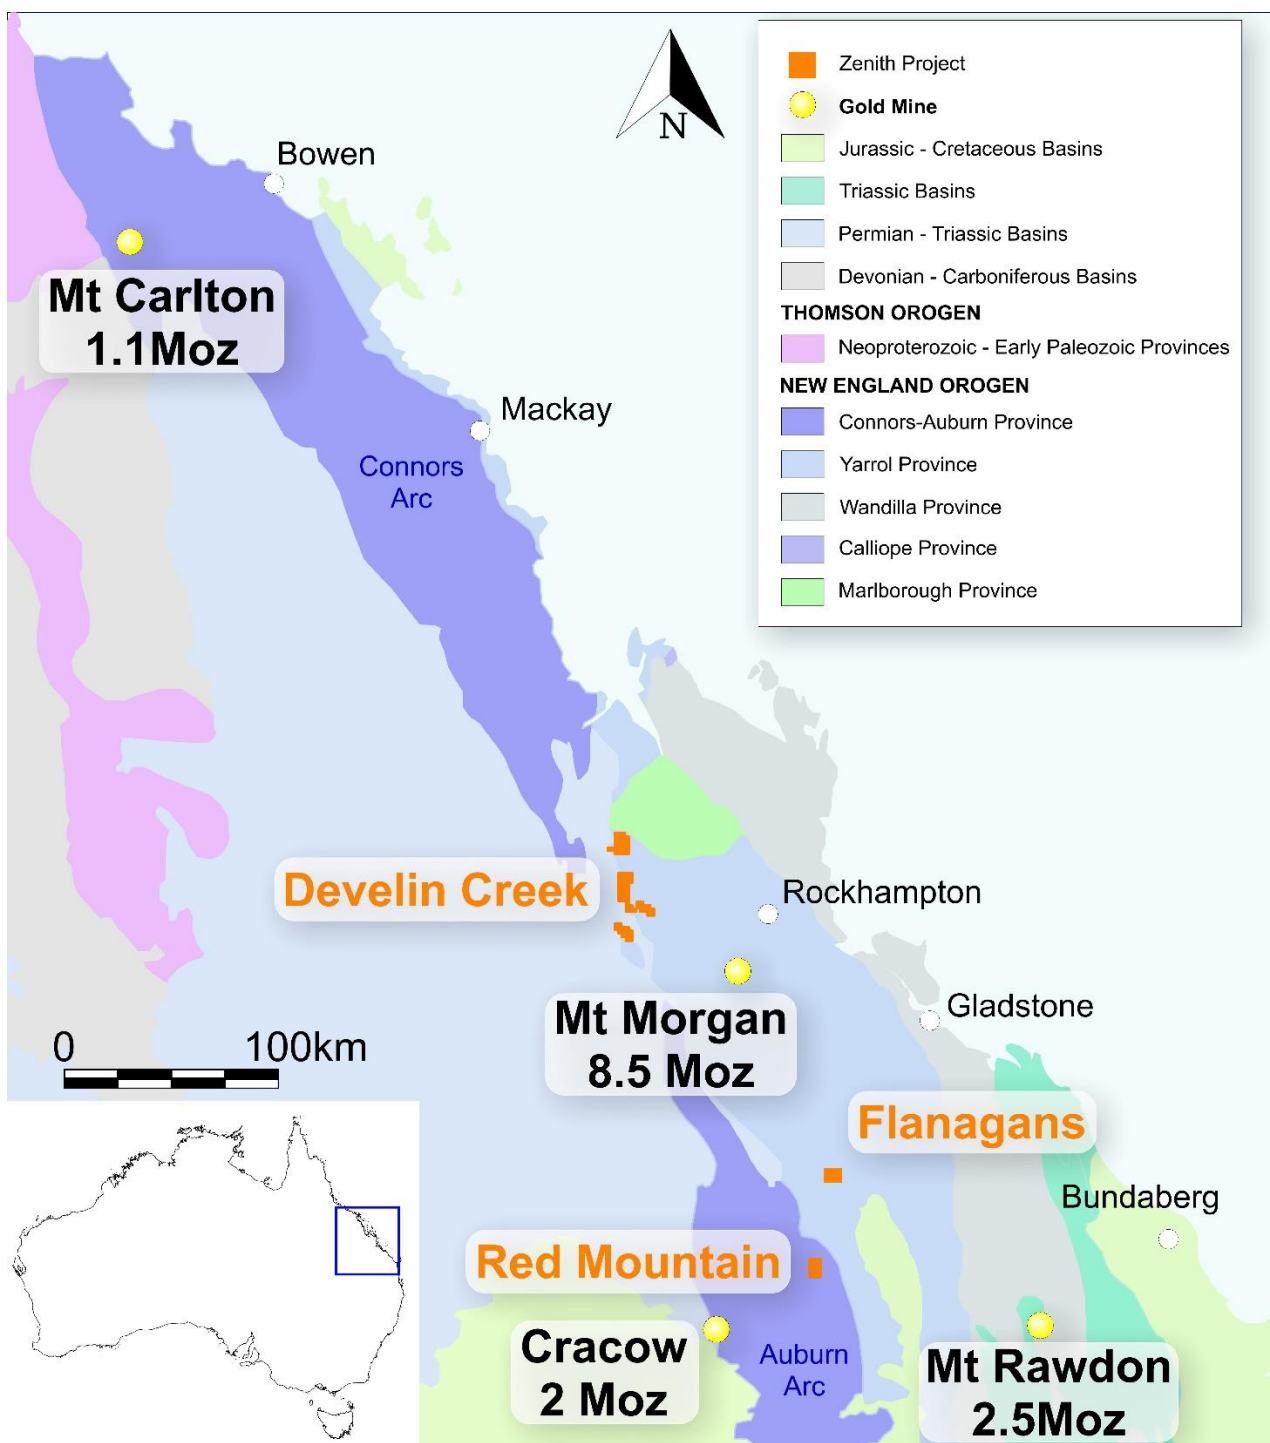 N
Zenith Project
Gold Mine
Jurassic - Cretaceous Basins
Triassic Basins
Permian - Triassic Basins
Devonian - Carboniferous Basins
THOMSON OROGEN
Neoproterozoic - Early Paleozoic Provinces
NEW ENGLAND OROGEN
Connors-Auburn Province
Yarrol Province
Wandilla Province
Calliope Province
Marlborough Province
Bowen
Mt Carlton
1.1Moz
Mackay
Connors
Arc
Develin Creek
Rockhampton
Mt Morgan
8.5 Moz
Gladstone
0 100km
Flanagans
Bundaberg
Red Mountain
Cracow
2 Moz
Auburn
Arc
Mt Rawdon
2.5Moz